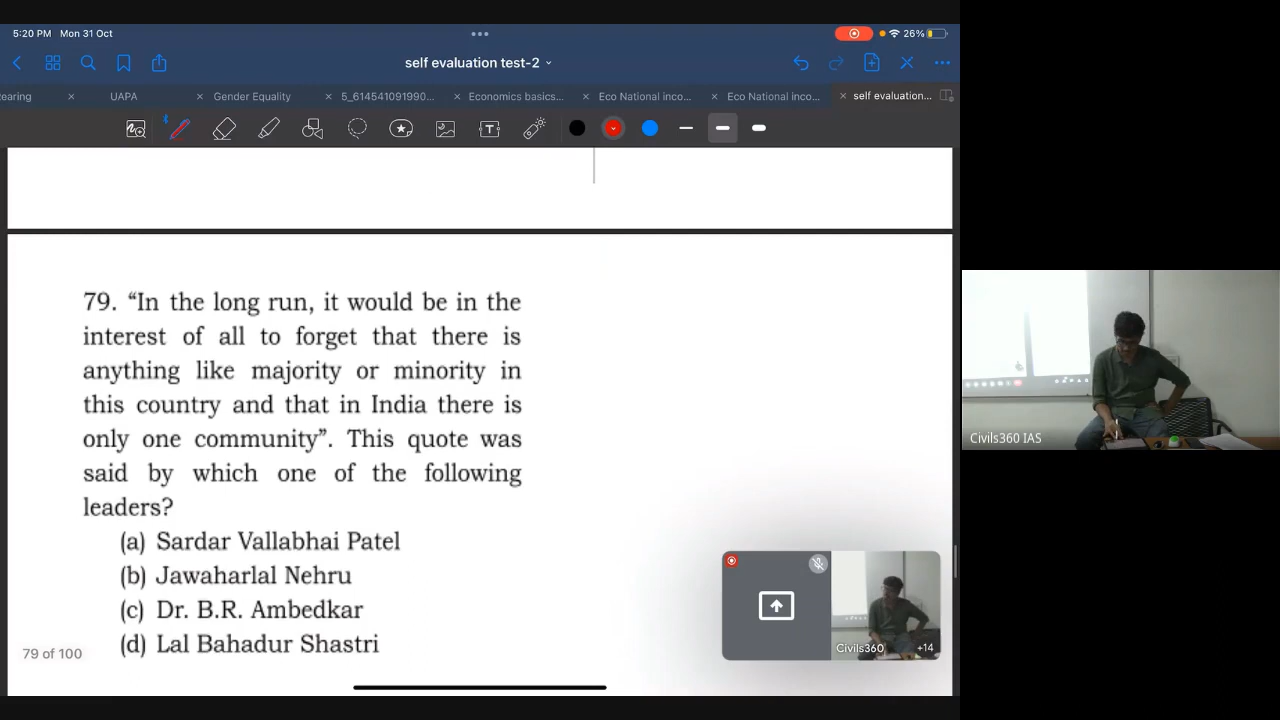 5:20 PM Mon 31 Oct
26%
self evaluation test-2
earing
UAPA
Gender Equality
5_614541091990...
Economics basics...
Eco National inco...
Eco National inco...
self evaluation...
79. “In the long run, it would be in the
interest of all to forget that there is
anything like majority or minority in
this country and that in India there is
only one community”. This quote was
said by which one of the following
leaders?
(a) Sardar Vallabhai Patel
(b) Jawaharlal Nehru
(c) Dr. B.R. Ambedkar
(d) Lal Bahadur Shastri
79 of 100
Civils360
+14
Civils360 IAS